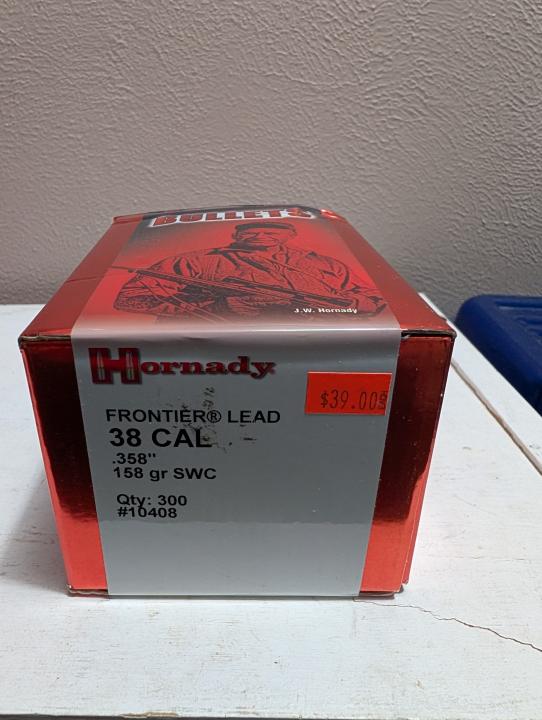 BULLETS
J.W. Hornady
Hornady
$39.00
FRONTIER® LEAD
38 CAL
.358"
158 gr SWC
Qty: 300
#10408